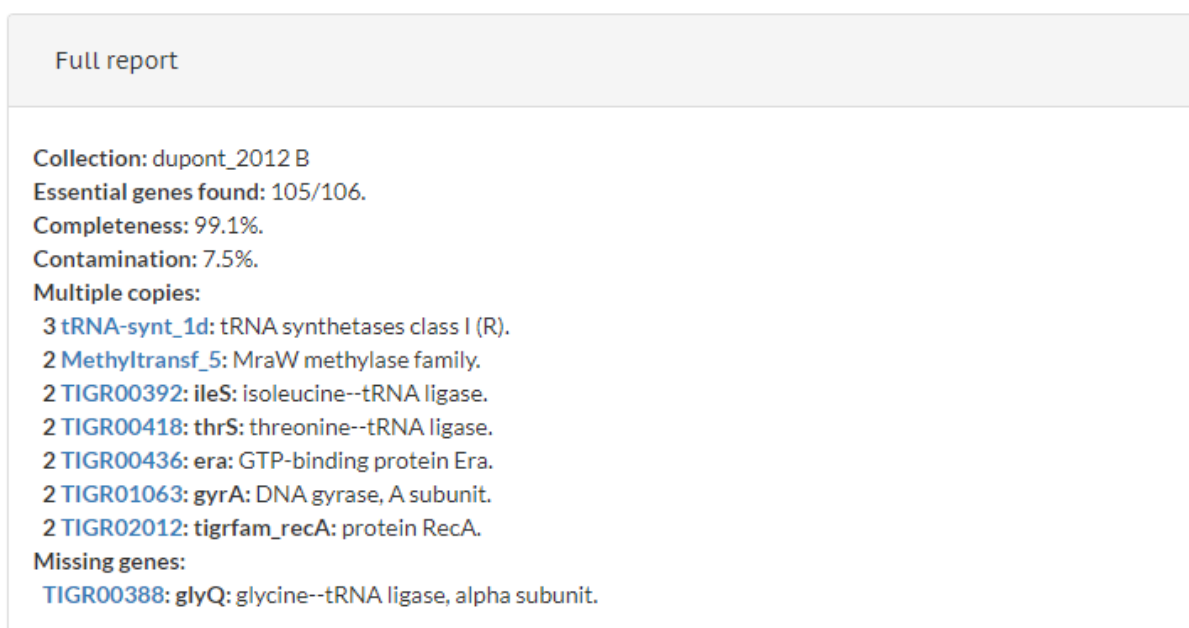 Full report
Collection: dupont_2012 B
Essential genes found: 105/106.
Completeness: 99.1%.
Contamination: 7.5%.
Multiple copies:
3 tRNA-synt_1d: tRNA synthetases class I (R).
2 Methyltransf_5: MraW methylase family.
2 TIGR00392: ileS: isoleucine--tRNA ligase.
2 TIGR00418: thrS: threonine--tRNA ligase.
2 TIGR00436: era: GTP-binding protein Era.
2 TIGR01063: gyrA: DNA gyrase, A subunit.
2 TIGR02012: tigrfam_recA: protein RecA.
Missing genes:
TIGR00388: glyQ: glycine--tRNA ligase, alpha subunit.